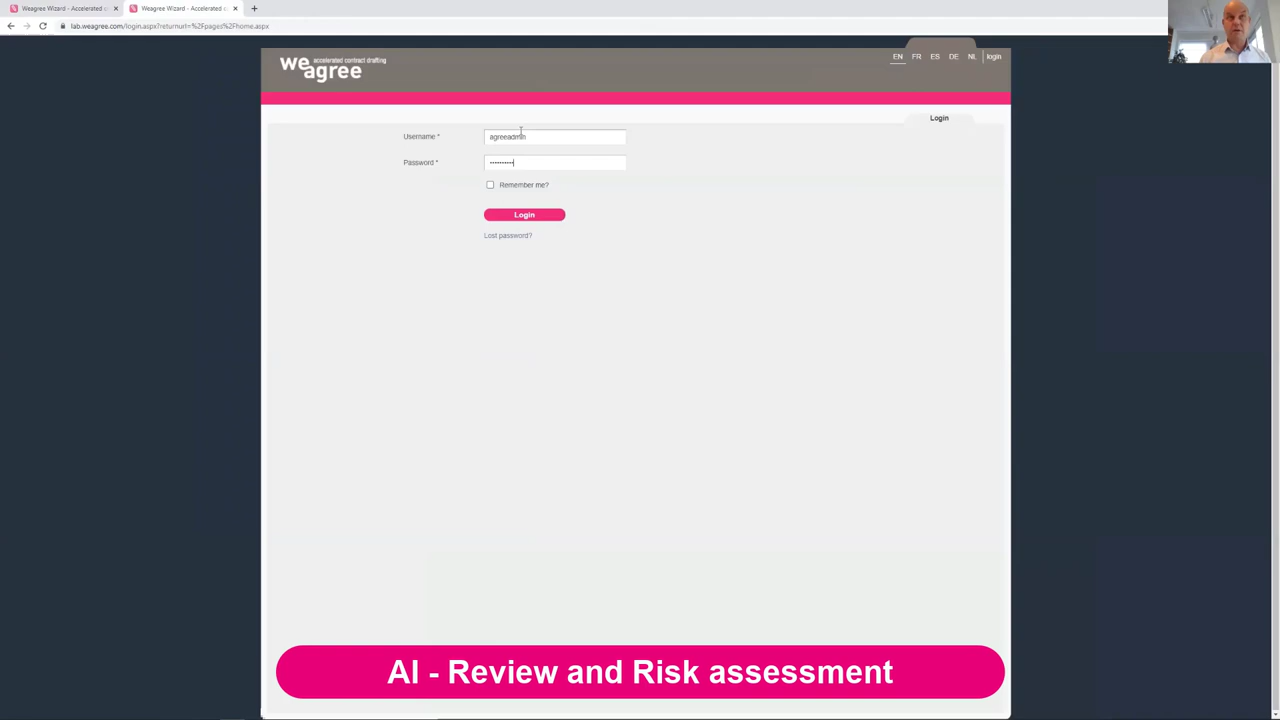 Weagree Wizard - Accelerated c
Weagree Wizard - Accelerated c
lab.weagree.com/login.aspx?returnurl=%2Fpages%2Fhome.aspx
we agree accelerated contract drafting
EN FR ES DE NL login
Login
Username *
agreeadmin
Password *
••••••••••
Remember me?
Login
Lost password?
AI - Review and Risk assessment